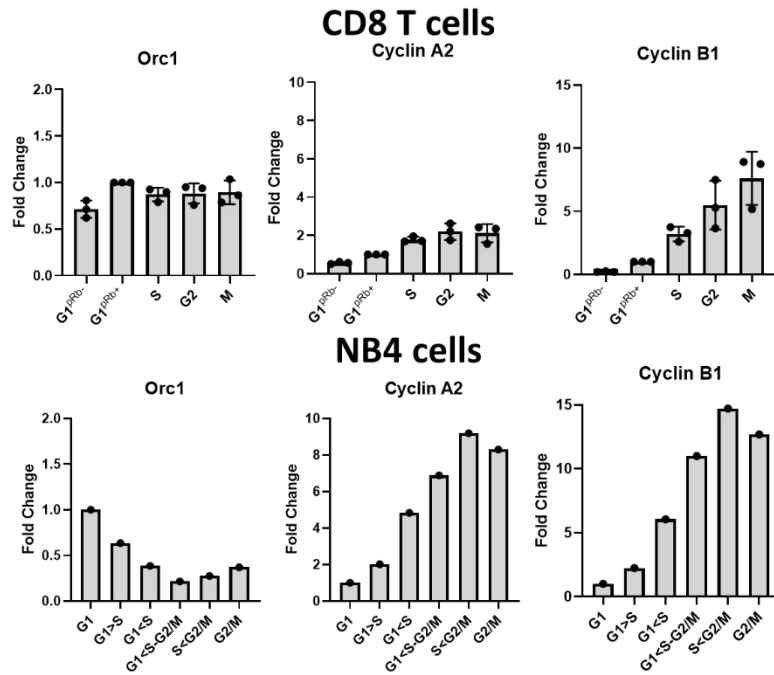 CD8 T cells
Orc1
Cyclin A2
Cyclin B1
Fold Change
2.0
1.5
1.0
0.5
0.0
G1pRb-
G1pRb+
S
G2
M
Fold Change
10
8
6
4
2
0
G1pRb-
G1pRb+
S
G2
M
Fold Change
15
10
5
0
G1pRb-
G1pRb+
S
G2
M
NB4 cells
Orc1
Cyclin A2
Cyclin B1
Fold Change
2.0
1.5
1.0
0.5
0.0
G1
G1>S
G1<S
G1<S-G2/M
S<G2/M
G2/M
Fold Change
10
8
6
4
2
0
G1
G1>S
G1<S
G1<S-G2/M
S<G2/M
G2/M
Fold Change
15
10
5
0
G1
G1>S
G1<S
G1<S-G2/M
S<G2/M
G2/M